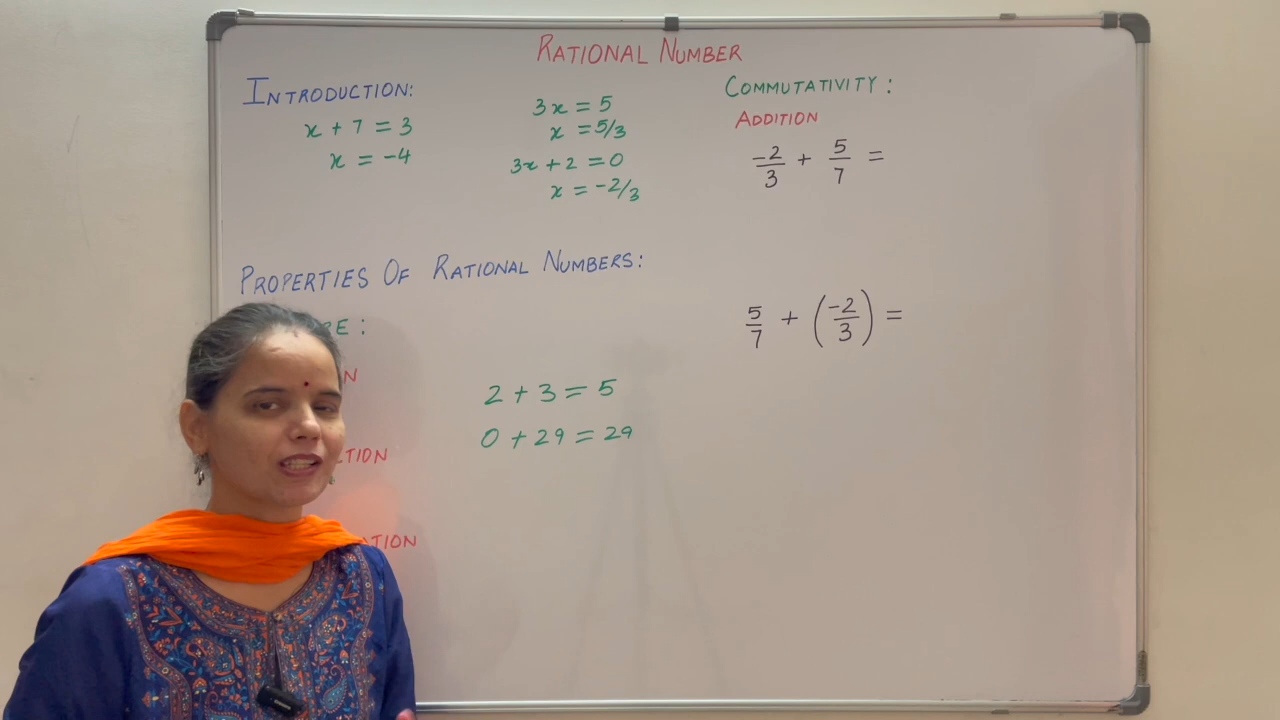 RATIONAL NUMBER
INTRODUCTION:
x + 7 = 3
x = -4
3x = 5
x = 5/3
3x + 2 = 0
x = -2/3
PROPERTIES OF RATIONAL NUMBERS:
2 + 3 = 5
0 + 29 = 29
COMMUTATIVITY:
ADDITION
-2/3 + 5/7 =
5/7 + (-2/3) =